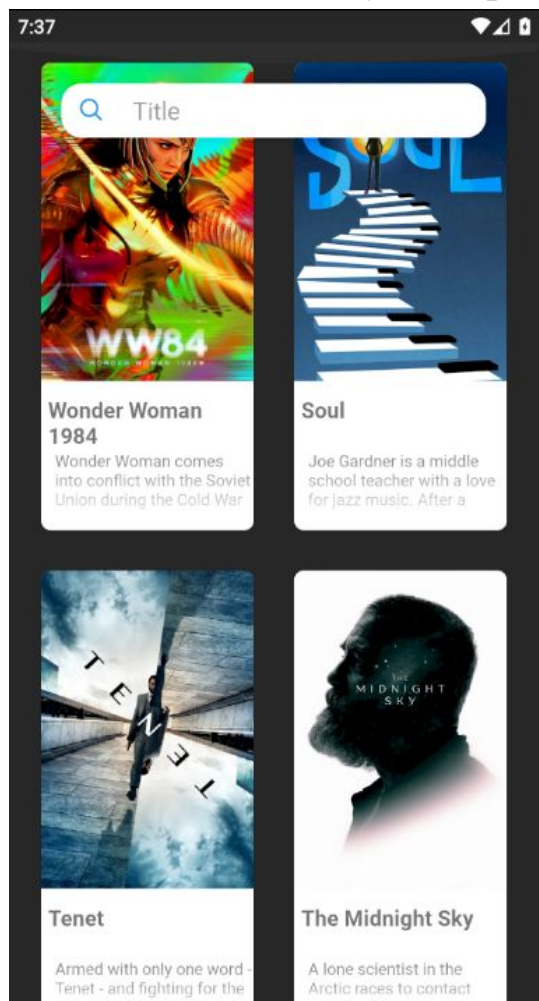 7:37
Title
SOUL
WW84
WONDER WOMAN 1984
Wonder Woman
1984
Soul
Wonder Woman comes
into conflict with the Soviet
Union during the Cold War
Joe Gardner is a middle
school teacher with a love
for jazz music. After a
TENET
THE
MIDNIGHT
SKY
Tenet
The Midnight Sky
Armed with only one word -
Tenet - and fighting for the
A lone scientist in the
Arctic races to contact